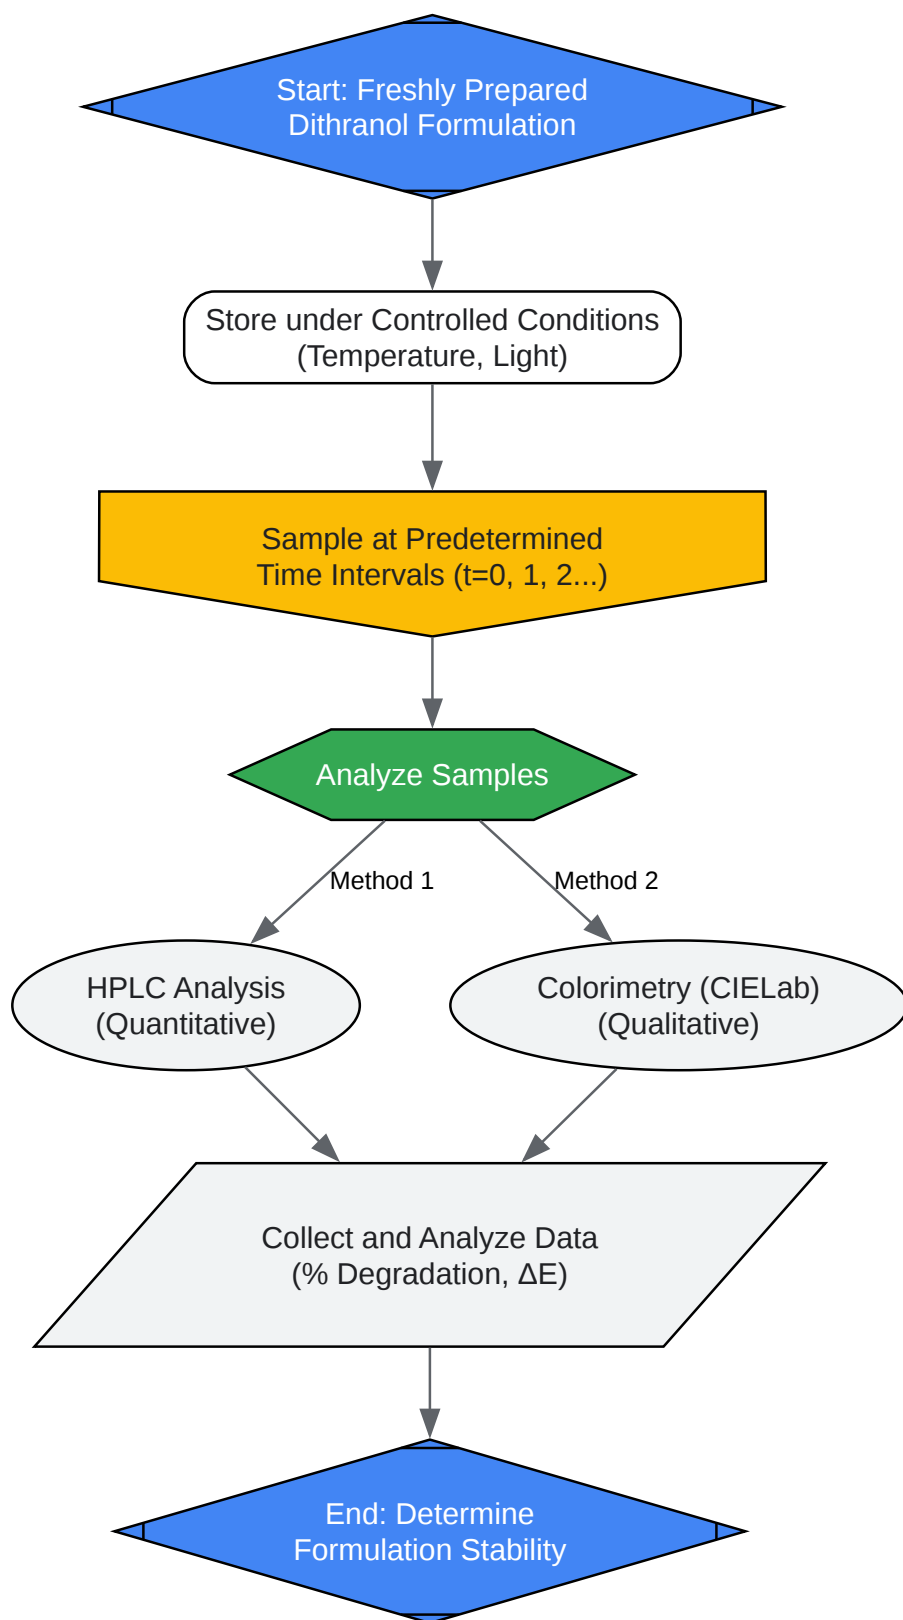 Start: Freshly Prepared
Dithranol Formulation
Store under Controlled Conditions
(Temperature, Light)
Sample at Predetermined
Time Intervals (t=0, 1, 2...)
Analyze Samples
Method 1
Method 2
HPLC Analysis
(Quantitative)
Colorimetry (CIELab)
(Qualitative)
Collect and Analyze Data
(% Degradation, ΔE)
End: Determine
Formulation Stability